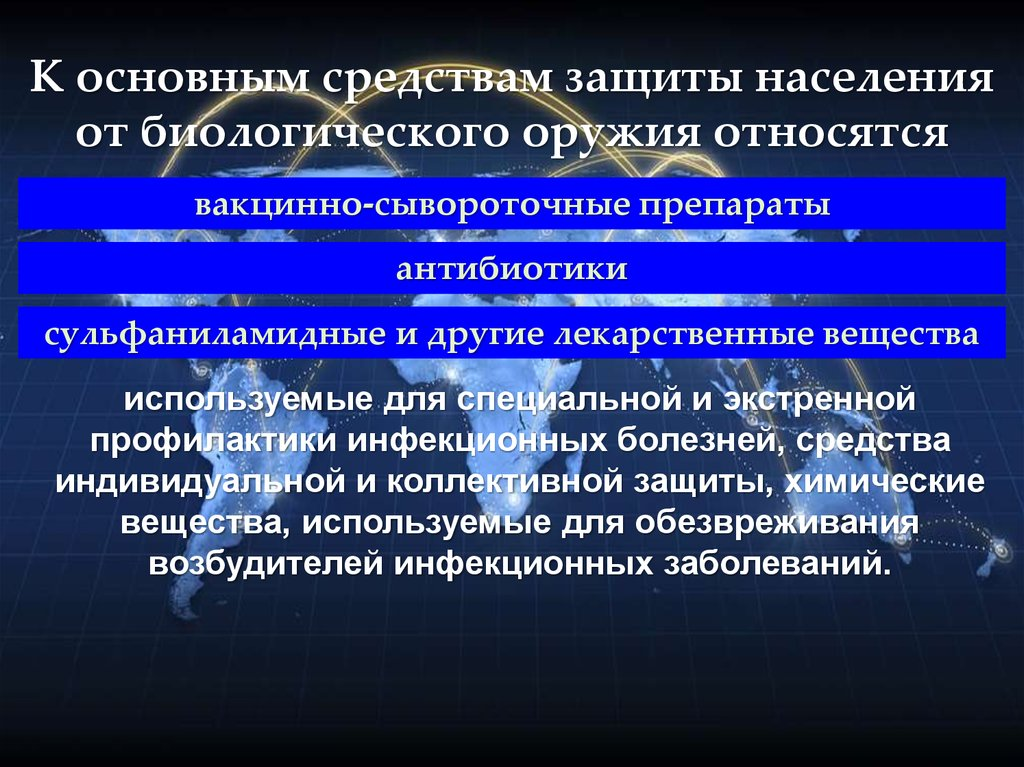 К основным средствам защиты населения
от биологического оружия относятся
вакцинно-сывороточные препараты
антибиотики
сульфаниламидные и другие лекарственные вещества
используемые для специальной и экстренной
профилактики инфекционных болезней, средства
индивидуальной и коллективной защиты, химические
вещества, используемые для обезвреживания
возбудителей инфекционных заболеваний.